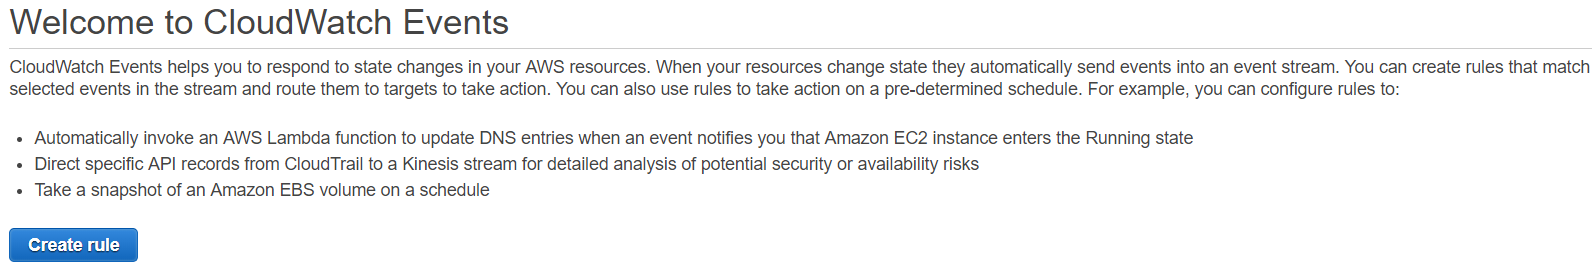 Welcome to CloudWatch Events
CloudWatch Events helps you to respond to state changes in your AWS resources. When your resources change state they automatically send events into an event stream. You can create rules that match
selected events in the stream and route them to targets to take action. You can also use rules to take action on a pre-determined schedule. For example, you can configure rules to:
• Automatically invoke an AWS Lambda function to update DNS entries when an event notifies you that Amazon EC2 instance enters the Running state
• Direct specific API records from CloudTrail to a Kinesis stream for detailed analysis of potential security or availability risks
• Take a snapshot of an Amazon EBS volume on a schedule
Create rule